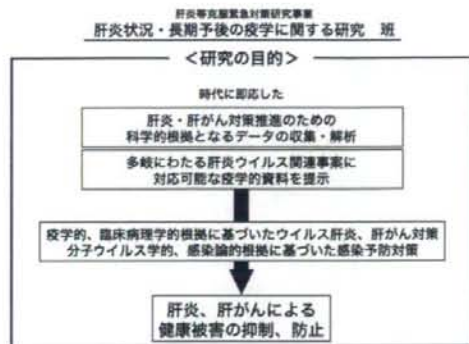 肝炎等克服緊急対策研究事業
肝炎状況・長期予後の疫学に関する研究 班
＜研究の目的＞
時代に即応した
肝炎・肝がん対策推進のための
科学的根拠となるデータの収集・解析
多岐にわたる肝炎ウイルス関連事案に
対応可能な疫学的資料を提示
疫学的、臨床病理学的根拠に基づいたウイルス肝炎、肝がん対策
分子ウイルス学的、感染論的根拠に基づいた感染予防対策
肝炎、肝がんによる
健康被害の抑制、防止